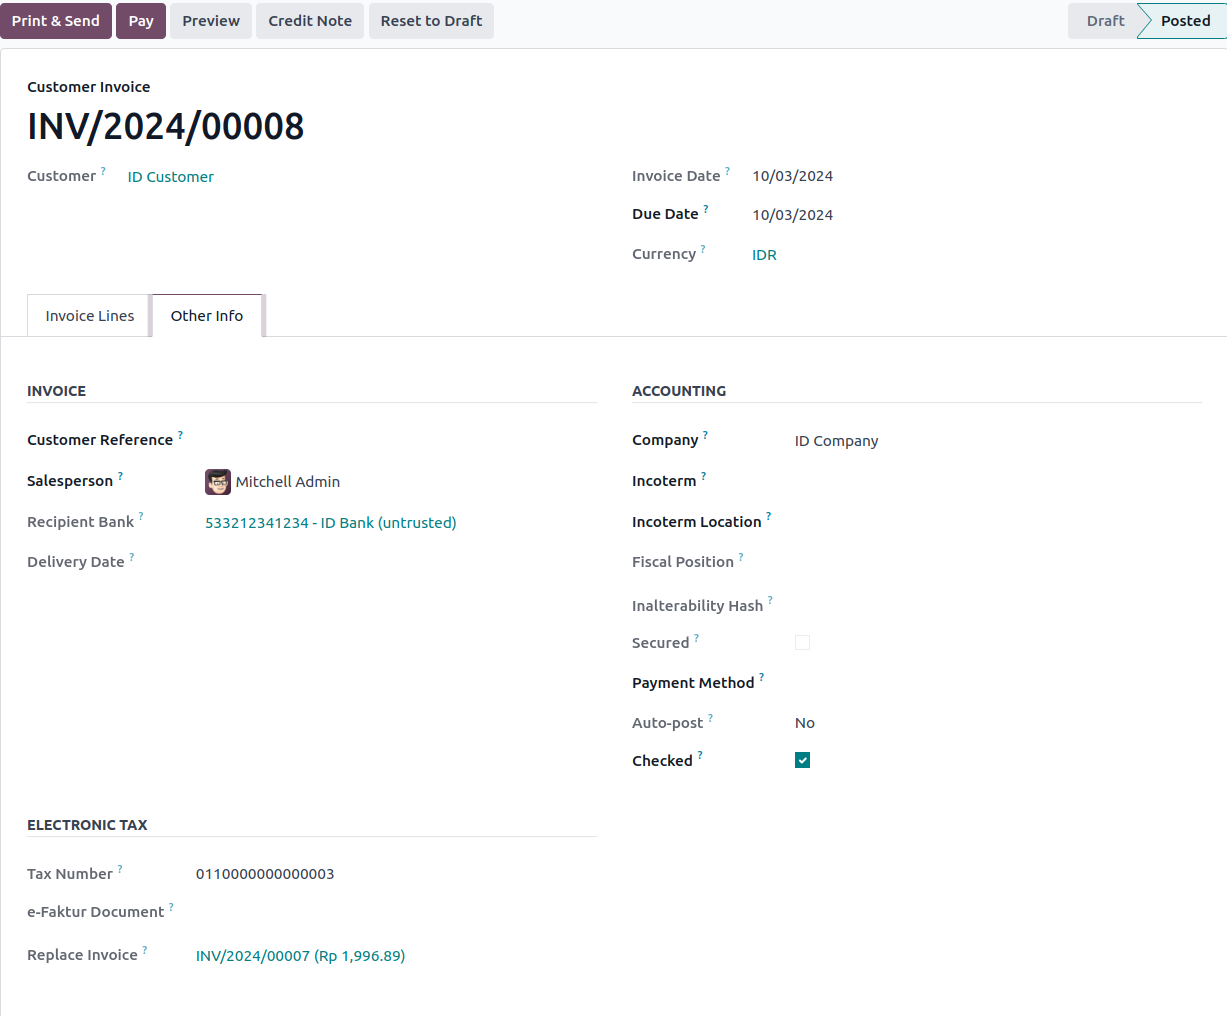 Print & Send Pay Preview Credit Note Reset to Draft Draft Posted
Customer Invoice
INV/2024/00008
Customer ? ID Customer
Invoice Date ? 10/03/2024
Due Date ? 10/03/2024
Currency ? IDR
Invoice Lines Other Info
INVOICE
Customer Reference ?
Salesperson ? Mitchell Admin
Recipient Bank ? 533212341234 - ID Bank (untrusted)
Delivery Date ?
ACCOUNTING
Company ? ID Company
Incoterm ?
Incoterm Location ?
Fiscal Position ?
Inalterability Hash ?
Secured ?
Payment Method ?
Auto-post ? No
Checked ?
ELECTRONIC TAX
Tax Number ? 0110000000000003
e-Faktur Document ?
Replace Invoice ? INV/2024/00007 (Rp 1,996.89)